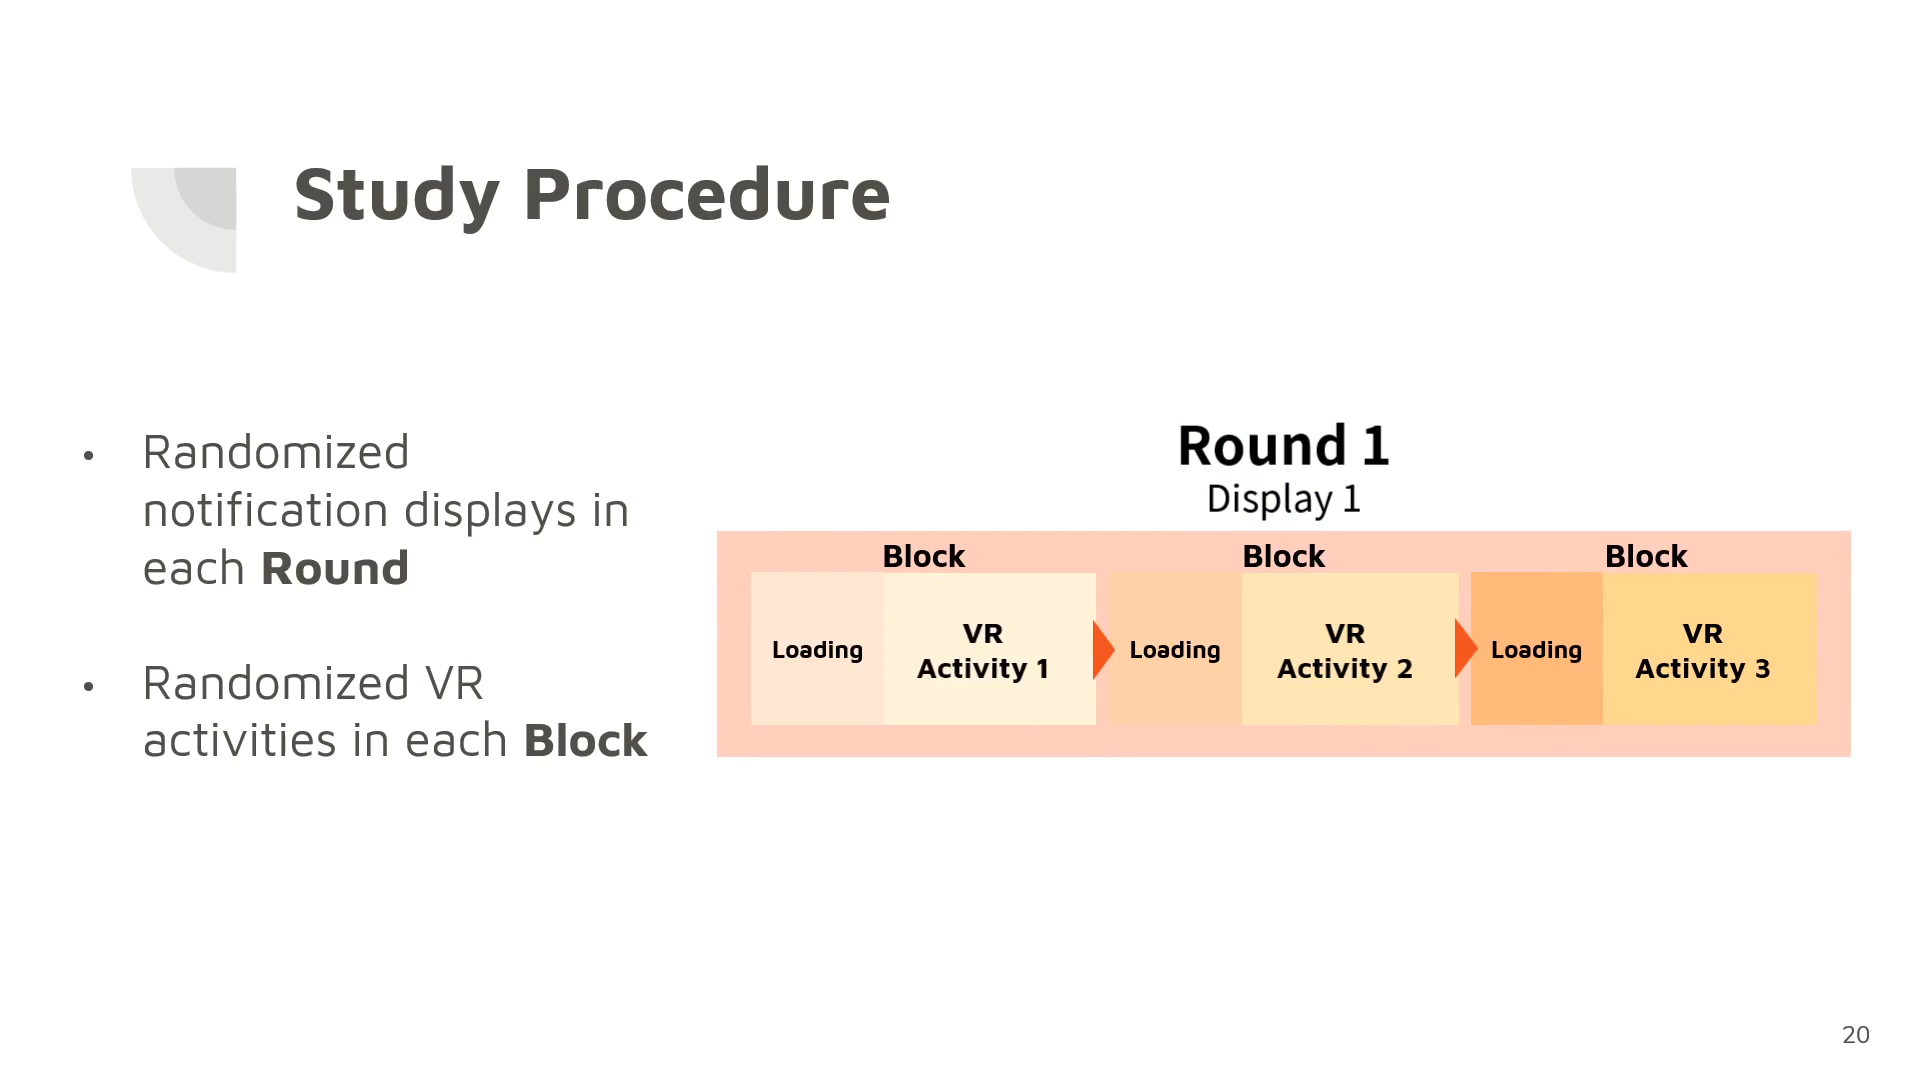 Study Procedure
• Randomized
notification displays in
each Round
• Randomized VR
activities in each Block
Round 1
Display 1
Block
Block
Block
Loading
VR
Activity 1
Loading
VR
Activity 2
Loading
VR
Activity 3
20